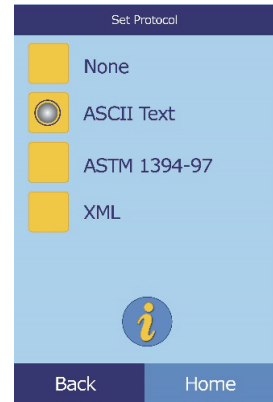 Set Protocol
None
ASCII Text
ASTM 1394-97
XML
i
Back Home